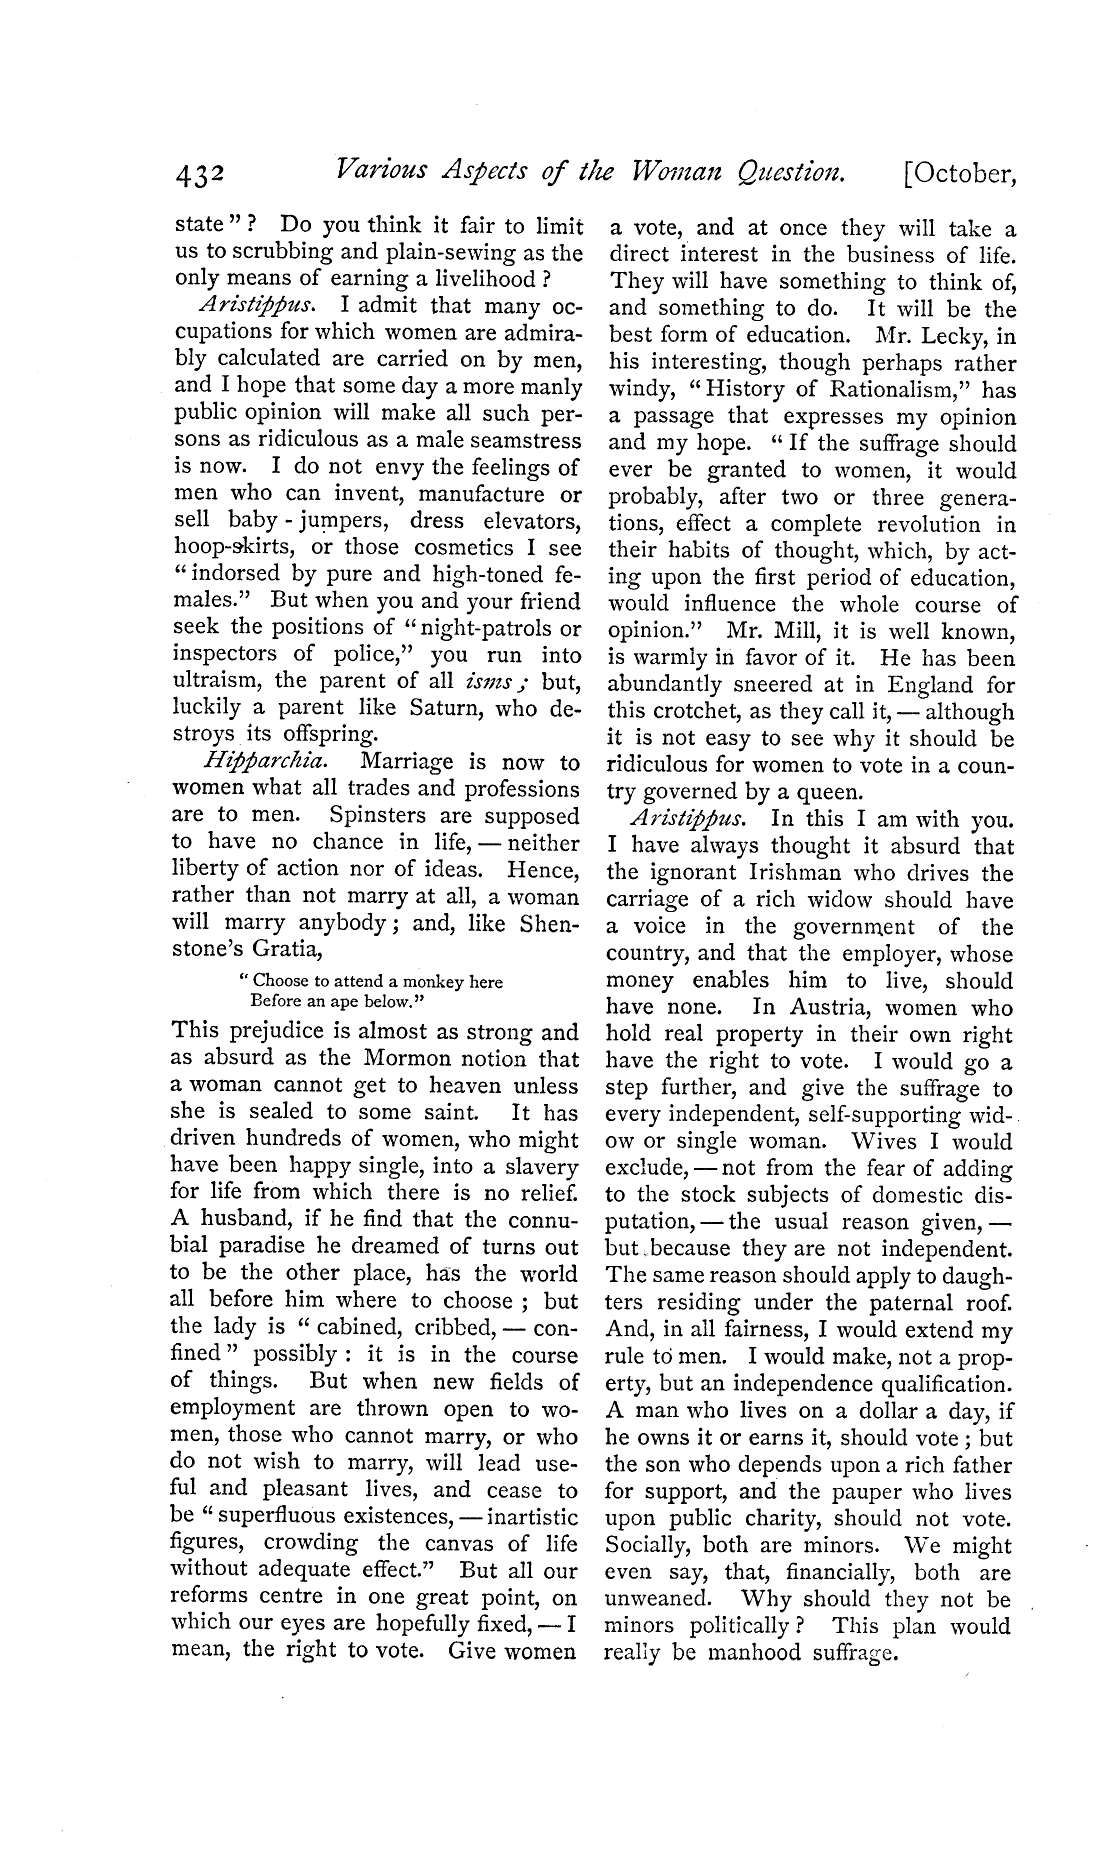 432 Various Aspects of the Woman Question. [October,
state” ? Do you think it fair to limit
us to scrubbing and plain-sewing as the
only means of earning a livelihood ?
Aristippus. I admit that many oc-
cupations for which women are admira-
bly calculated are carried on by men,
and I hope that some day a more manly
public opinion will make all such per-
sons as ridiculous as a male seamstress
is now. I do not envy the feelings of
men who can invent, manufacture or
sell baby - jumpers, dress elevators,
hoop-skirts, or those cosmetics I see
“ indorsed by pure and high-toned fe-
males.” But when you and your friend
seek the positions of “ night-patrols or
inspectors of police,” you run into
ultraism, the parent of all isms ; but,
luckily a parent like Saturn, who de-
stroys its offspring.
Hipparchia. Marriage is now to
women what all trades and professions
are to men. Spinsters are supposed
to have no chance in life, — neither
liberty of action nor of ideas. Hence,
rather than not marry at all, a woman
will marry anybody ; and, like Shen-
stone’s Gratia,
“ Choose to attend a monkey here
Before an ape below.”
This prejudice is almost as strong and
as absurd as the Mormon notion that
a woman cannot get to heaven unless
she is sealed to some saint. It has
driven hundreds of women, who might
have been happy single, into a slavery
for life from which there is no relief.
A husband, if he find that the connu-
bial paradise he dreamed of turns out
to be the other place, has the world
all before him where to choose ; but
the lady is “ cabined, cribbed, — con-
fined ” possibly : it is in the course
of things. But when new fields of
employment are thrown open to wo-
men, those who cannot marry, or who
do not wish to marry, will lead use-
ful and pleasant lives, and cease to
be “ superfluous existences, — inartistic
figures, crowding the canvas of life
without adequate effect.” But all our
reforms centre in one great point, on
which our eyes are hopefully fixed, — I
mean, the right to vote. Give women
a vote, and at once they will take a
direct interest in the business of life.
They will have something to think of,
and something to do. It will be the
best form of education. Mr. Lecky, in
his interesting, though perhaps rather
windy, “ History of Rationalism,” has
a passage that expresses my opinion
and my hope. “ If the suffrage should
ever be granted to women, it would
probably, after two or three genera-
tions, effect a complete revolution in
their habits of thought, which, by act-
ing upon the first period of education,
would influence the whole course of
opinion.” Mr. Mill, it is well known,
is warmly in favor of it. He has been
abundantly sneered at in England for
this crotchet, as they call it, — although
it is not easy to see why it should be
ridiculous for women to vote in a coun-
try governed by a queen.
Aristippus. In this I am with you.
I have always thought it absurd that
the ignorant Irishman who drives the
carriage of a rich widow should have
a voice in the government of the
country, and that the employer, whose
money enables him to live, should
have none. In Austria, women who
hold real property in their own right
have the right to vote. I would go a
step further, and give the suffrage to
every independent, self-supporting wid-
ow or single woman. Wives I would
exclude, — not from the fear of adding
to the stock subjects of domestic dis-
putation, — the usual reason given, —
but because they are not independent.
The same reason should apply to daugh-
ters residing under the paternal roof.
And, in all fairness, I would extend my
rule to men. I would make, not a prop-
erty, but an independence qualification.
A man who lives on a dollar a day, if
he owns it or earns it, should vote ; but
the son who depends upon a rich father
for support, and the pauper who lives
upon public charity, should not vote.
Socially, both are minors. We might
even say, that, financially, both are
unweaned. Why should they not be
minors politically ? This plan would
really be manhood suffrage.